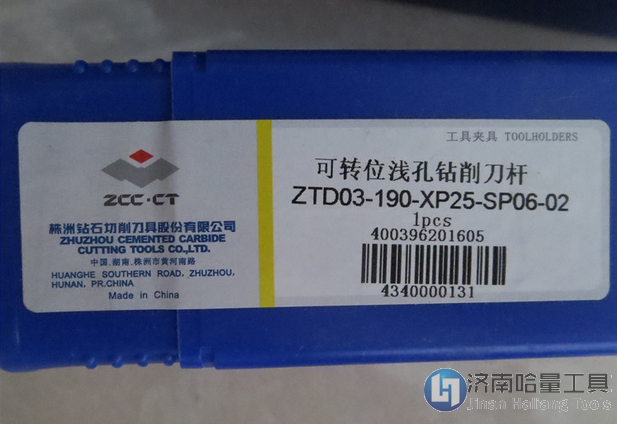 工具夹具 TOOLHOLDERS
可转位浅孔钻削刀杆
ZTD03-190-XP25-SP06-02
1pcs
400396201605
4340000131
ZCC·CT
株洲钻石切削刀具股份有限公司
ZHUZHOU CEMENTED CARBIDE
CUTTING TOOLS CO.,LTD.
中国.湖南.株洲市黄河南路
HUANGHE SOUTHERN ROAD, ZHUZHOU,
HUNAN, PR.CHINA
Made in China
济南哈量工具
Jinan Haliang Tools